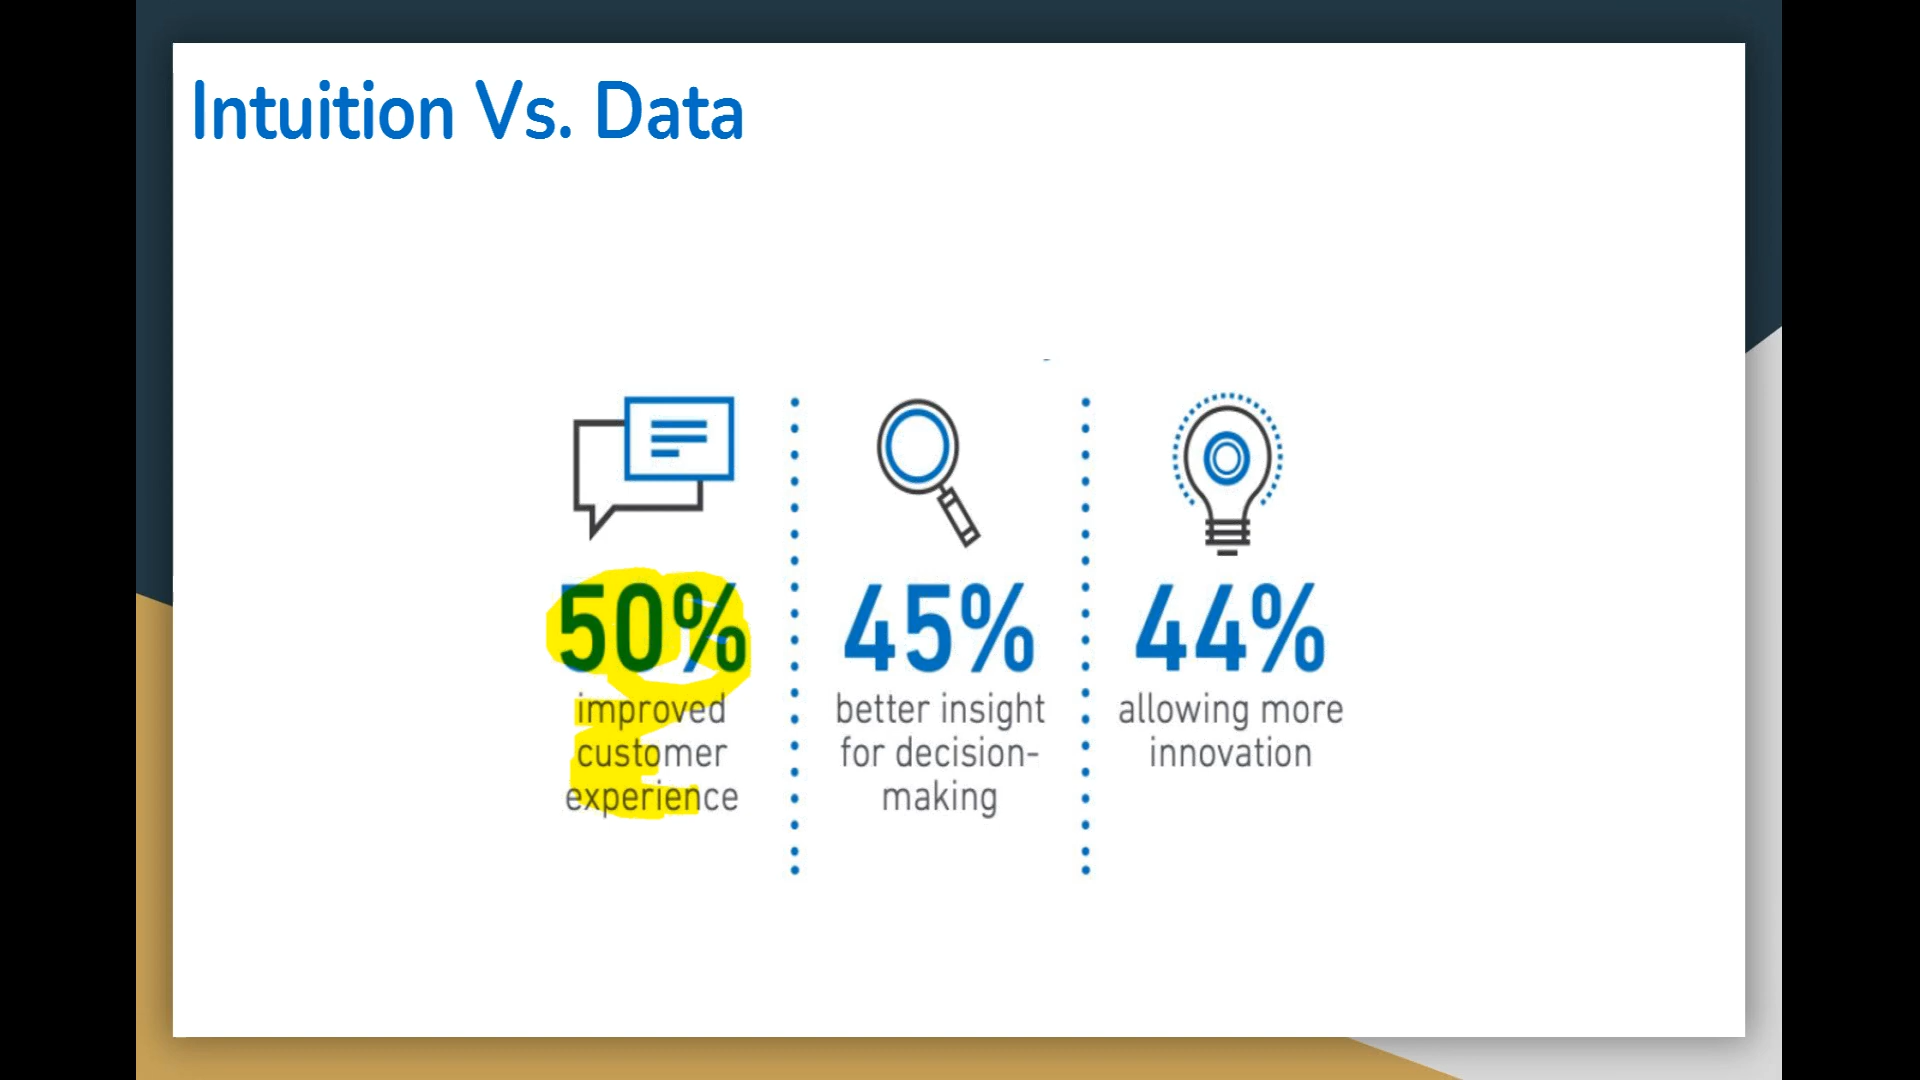 Intuition Vs. Data
50%
improved
customer
experience
45%
better insight
for decision-
making
44%
allowing more
innovation